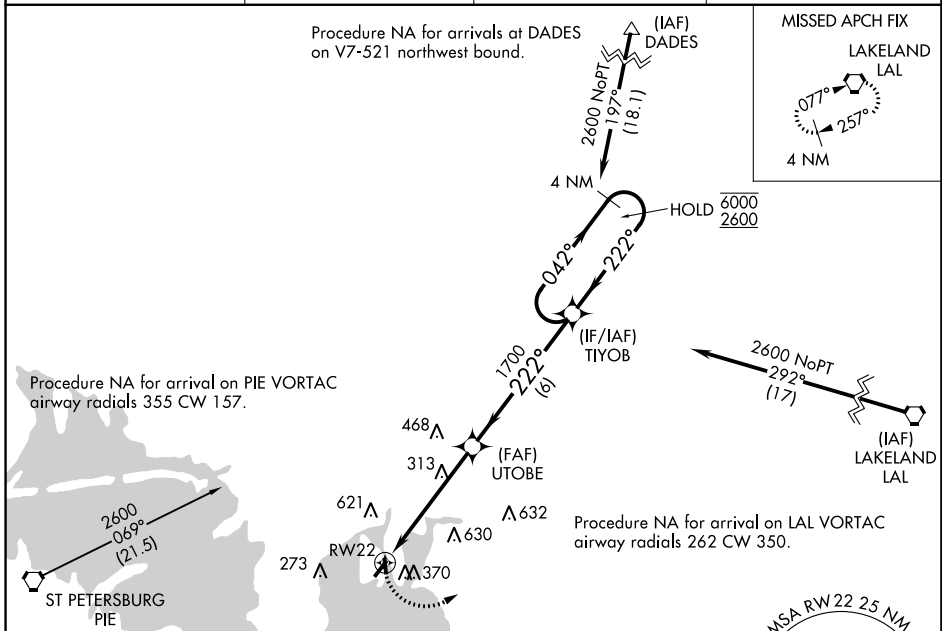 Procedure NA for arrivals at DADES
on V7-521 northwest bound.
(IAF)
DADES
2600 NoPT
197°
(18.1)
MISSED APCH FIX
LAKELAND
LAL
077°
257°
4 NM
4 NM
HOLD
6000
2600
042°
222°
(IF/IAF)
TIYOB
1700
222°
(6)
2600 NoPT
292°
(17)
(IAF)
LAKELAND
LAL
Procedure NA for arrival on PIE VORTAC
airway radials 355 CW 157.
468
(FAF)
UTOBE
313
621
632
630
Procedure NA for arrival on LAL VORTAC
airway radials 262 CW 350.
2600
069°
(21.5)
RW22
273
370
ST PETERSBURG
PIE
MSA RW22 25 NM